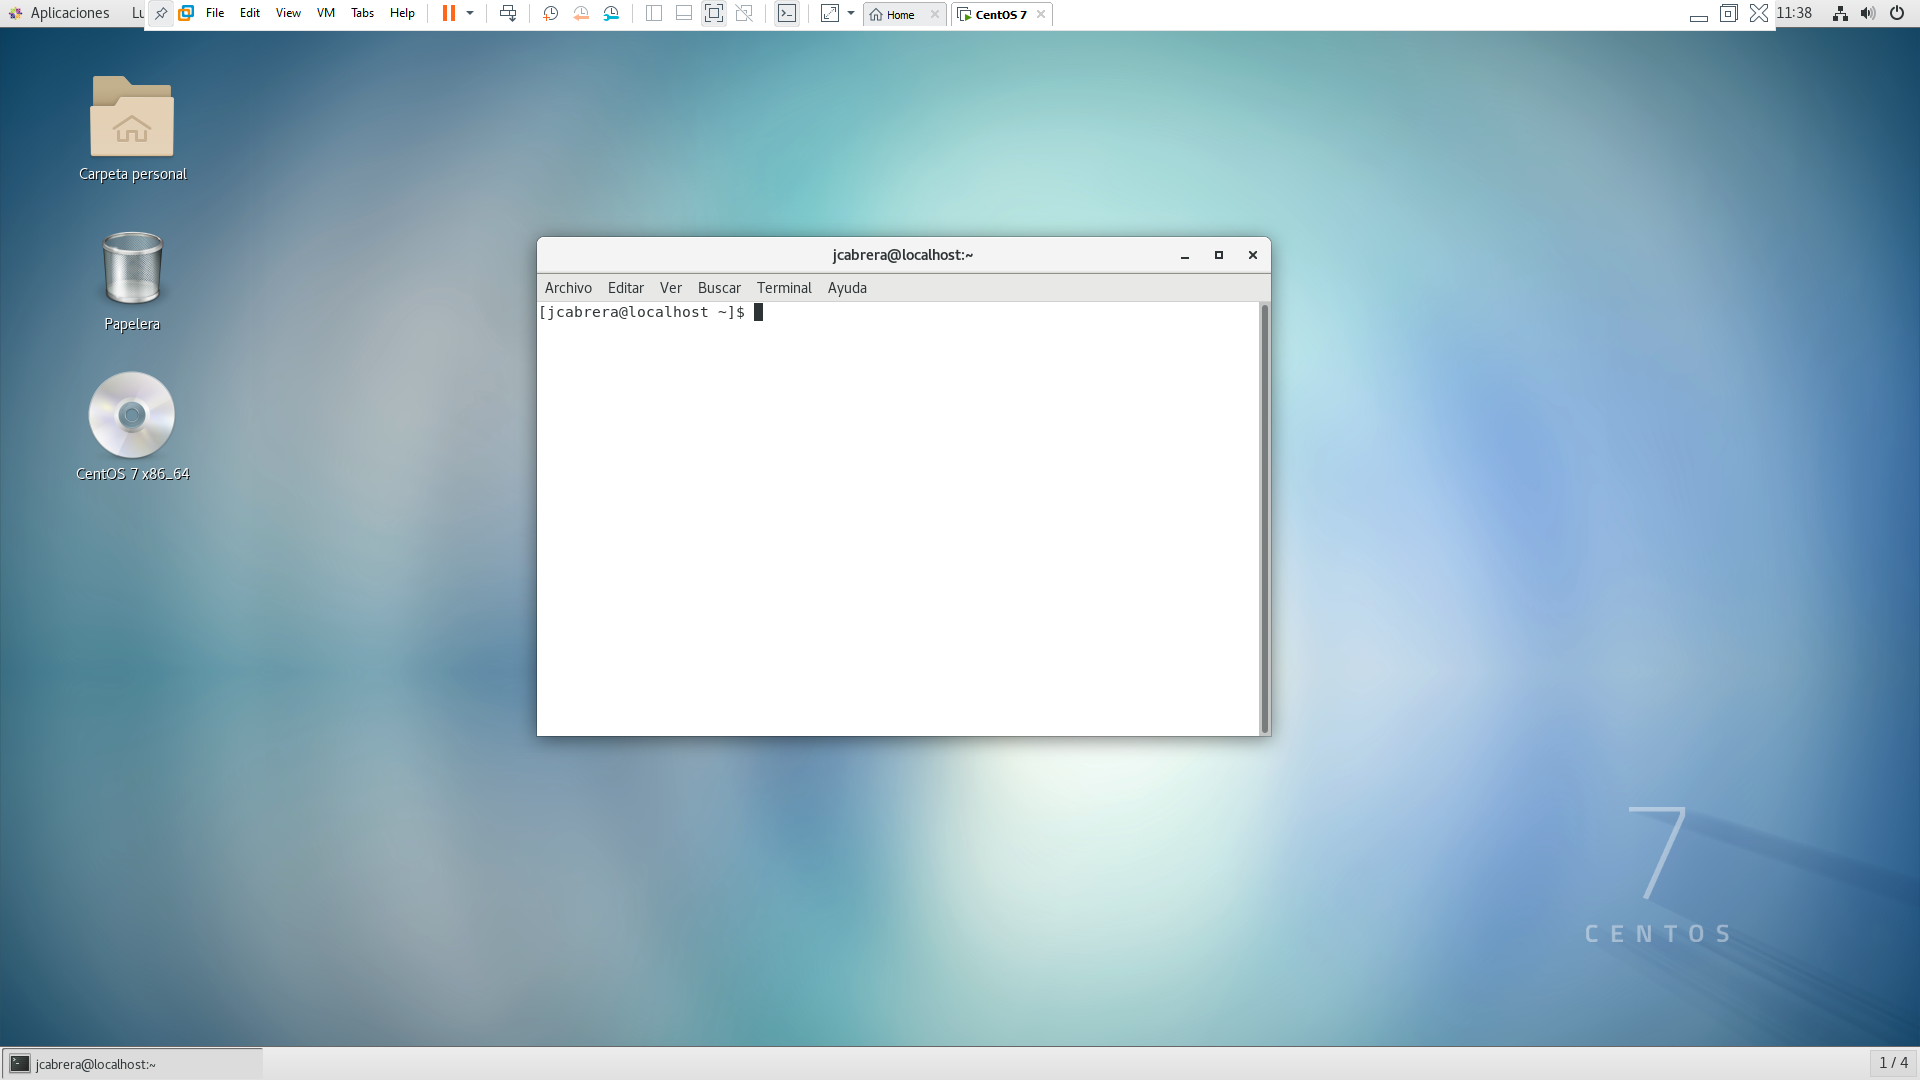 Aplicaciones Lu File Edit View VM Tabs Help Home CentOS 7 11:38
Carpeta personal
Papelera
CentOS 7 x86_64
jcabrera@localhost:~
Archivo Editar Ver Buscar Terminal Ayuda
[jcabrera@localhost ~]$
7
CENTOS
jcabrera@localhost:~
1 / 4